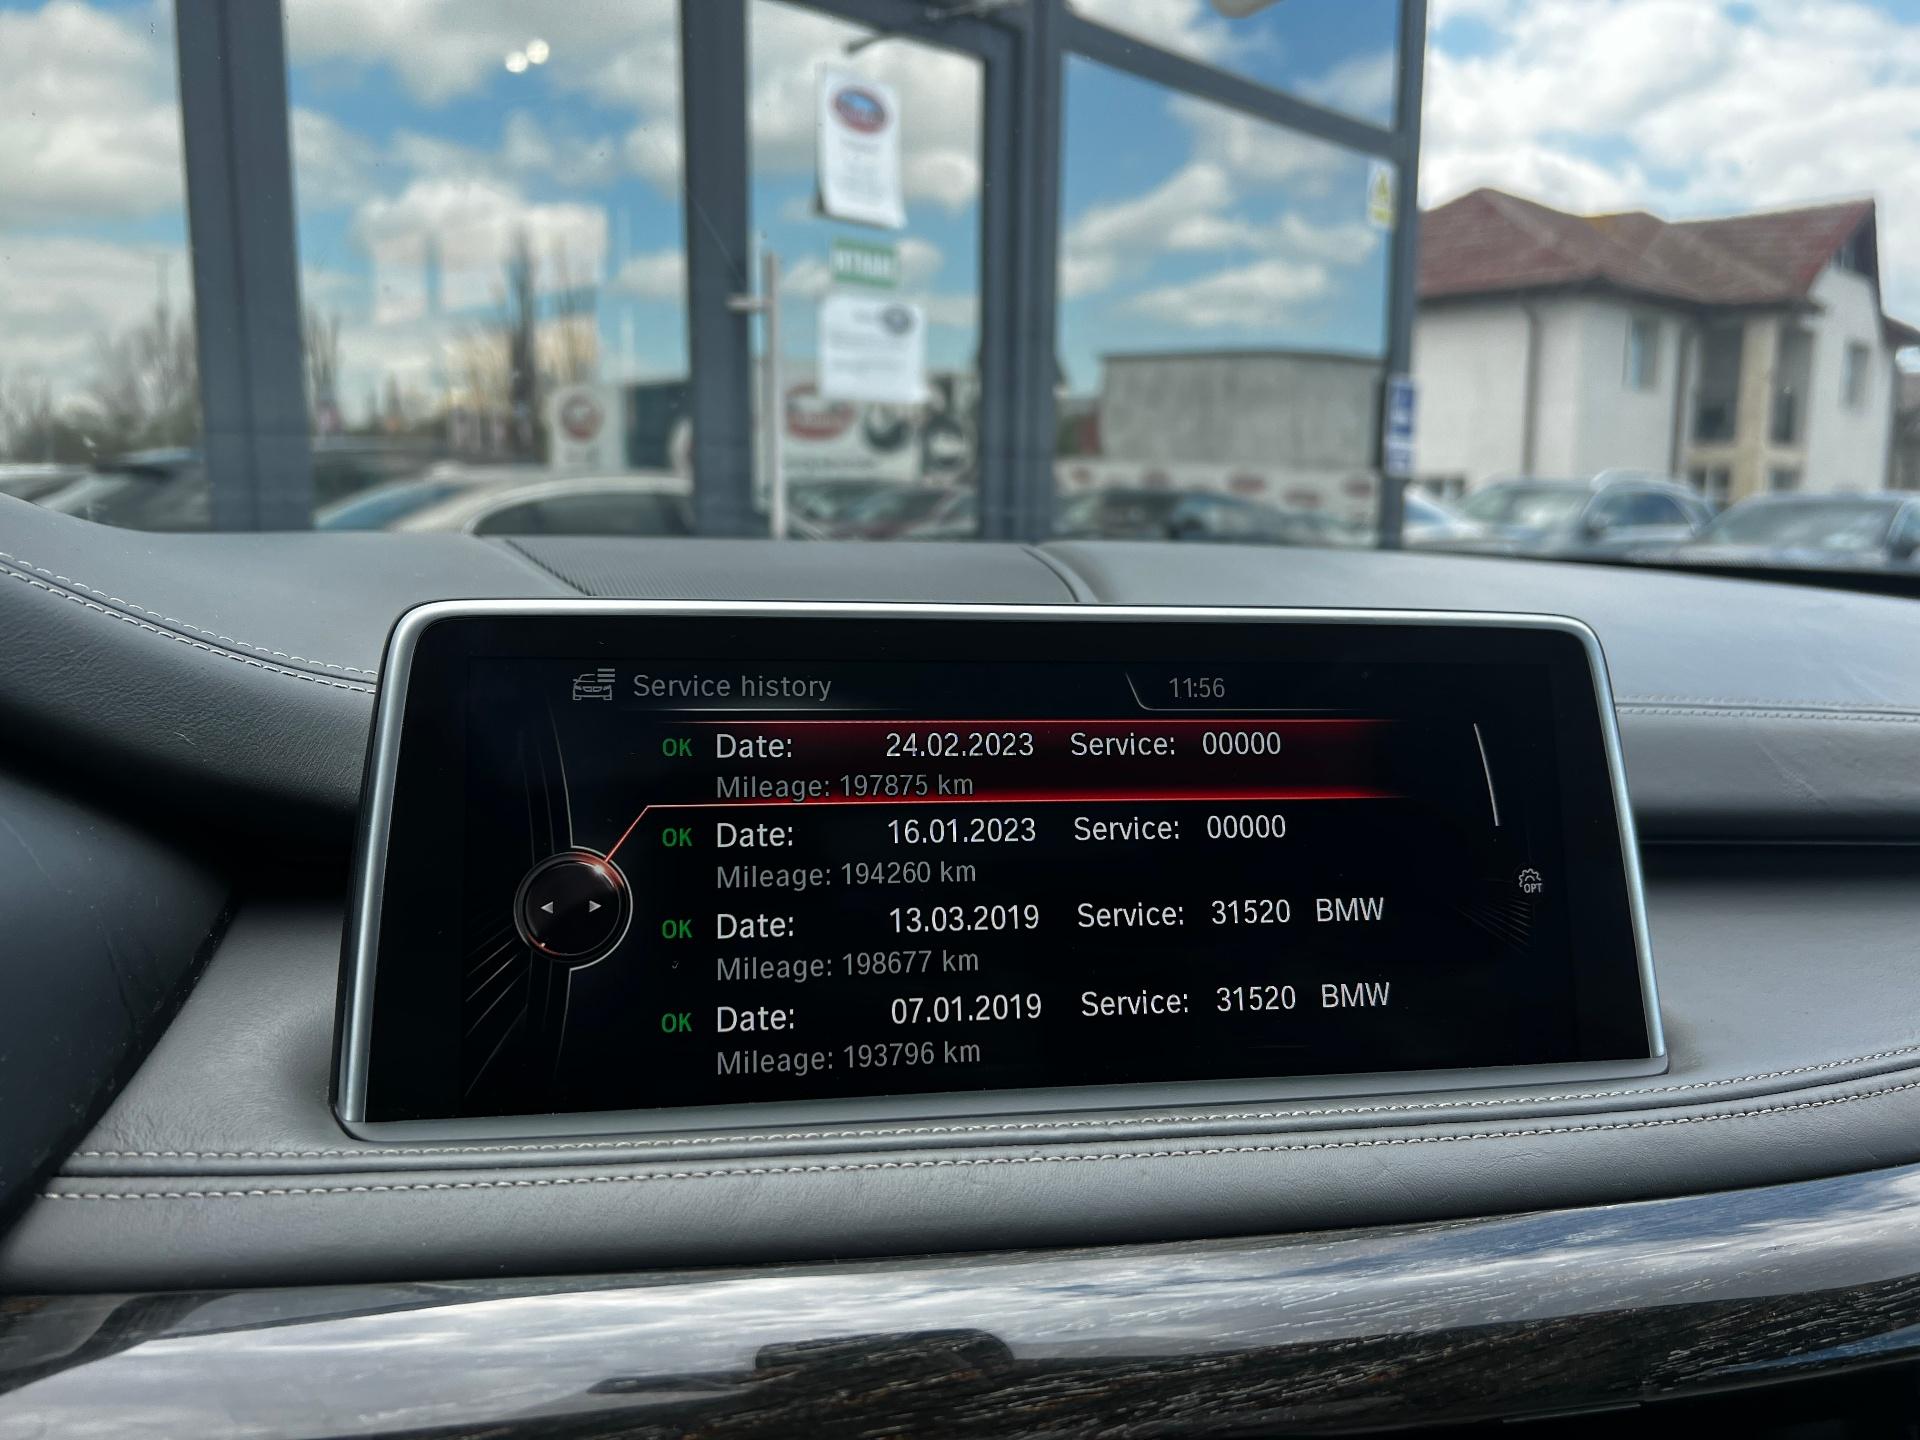 Service history 11:56
OK Date: 24.02.2023 Service: 00000
Mileage: 197875 km
OK Date: 16.01.2023 Service: 00000
Mileage: 194260 km
OK Date: 13.03.2019 Service: 31520 BMW
Mileage: 198677 km
OK Date: 07.01.2019 Service: 31520 BMW
Mileage: 193796 km
OPT